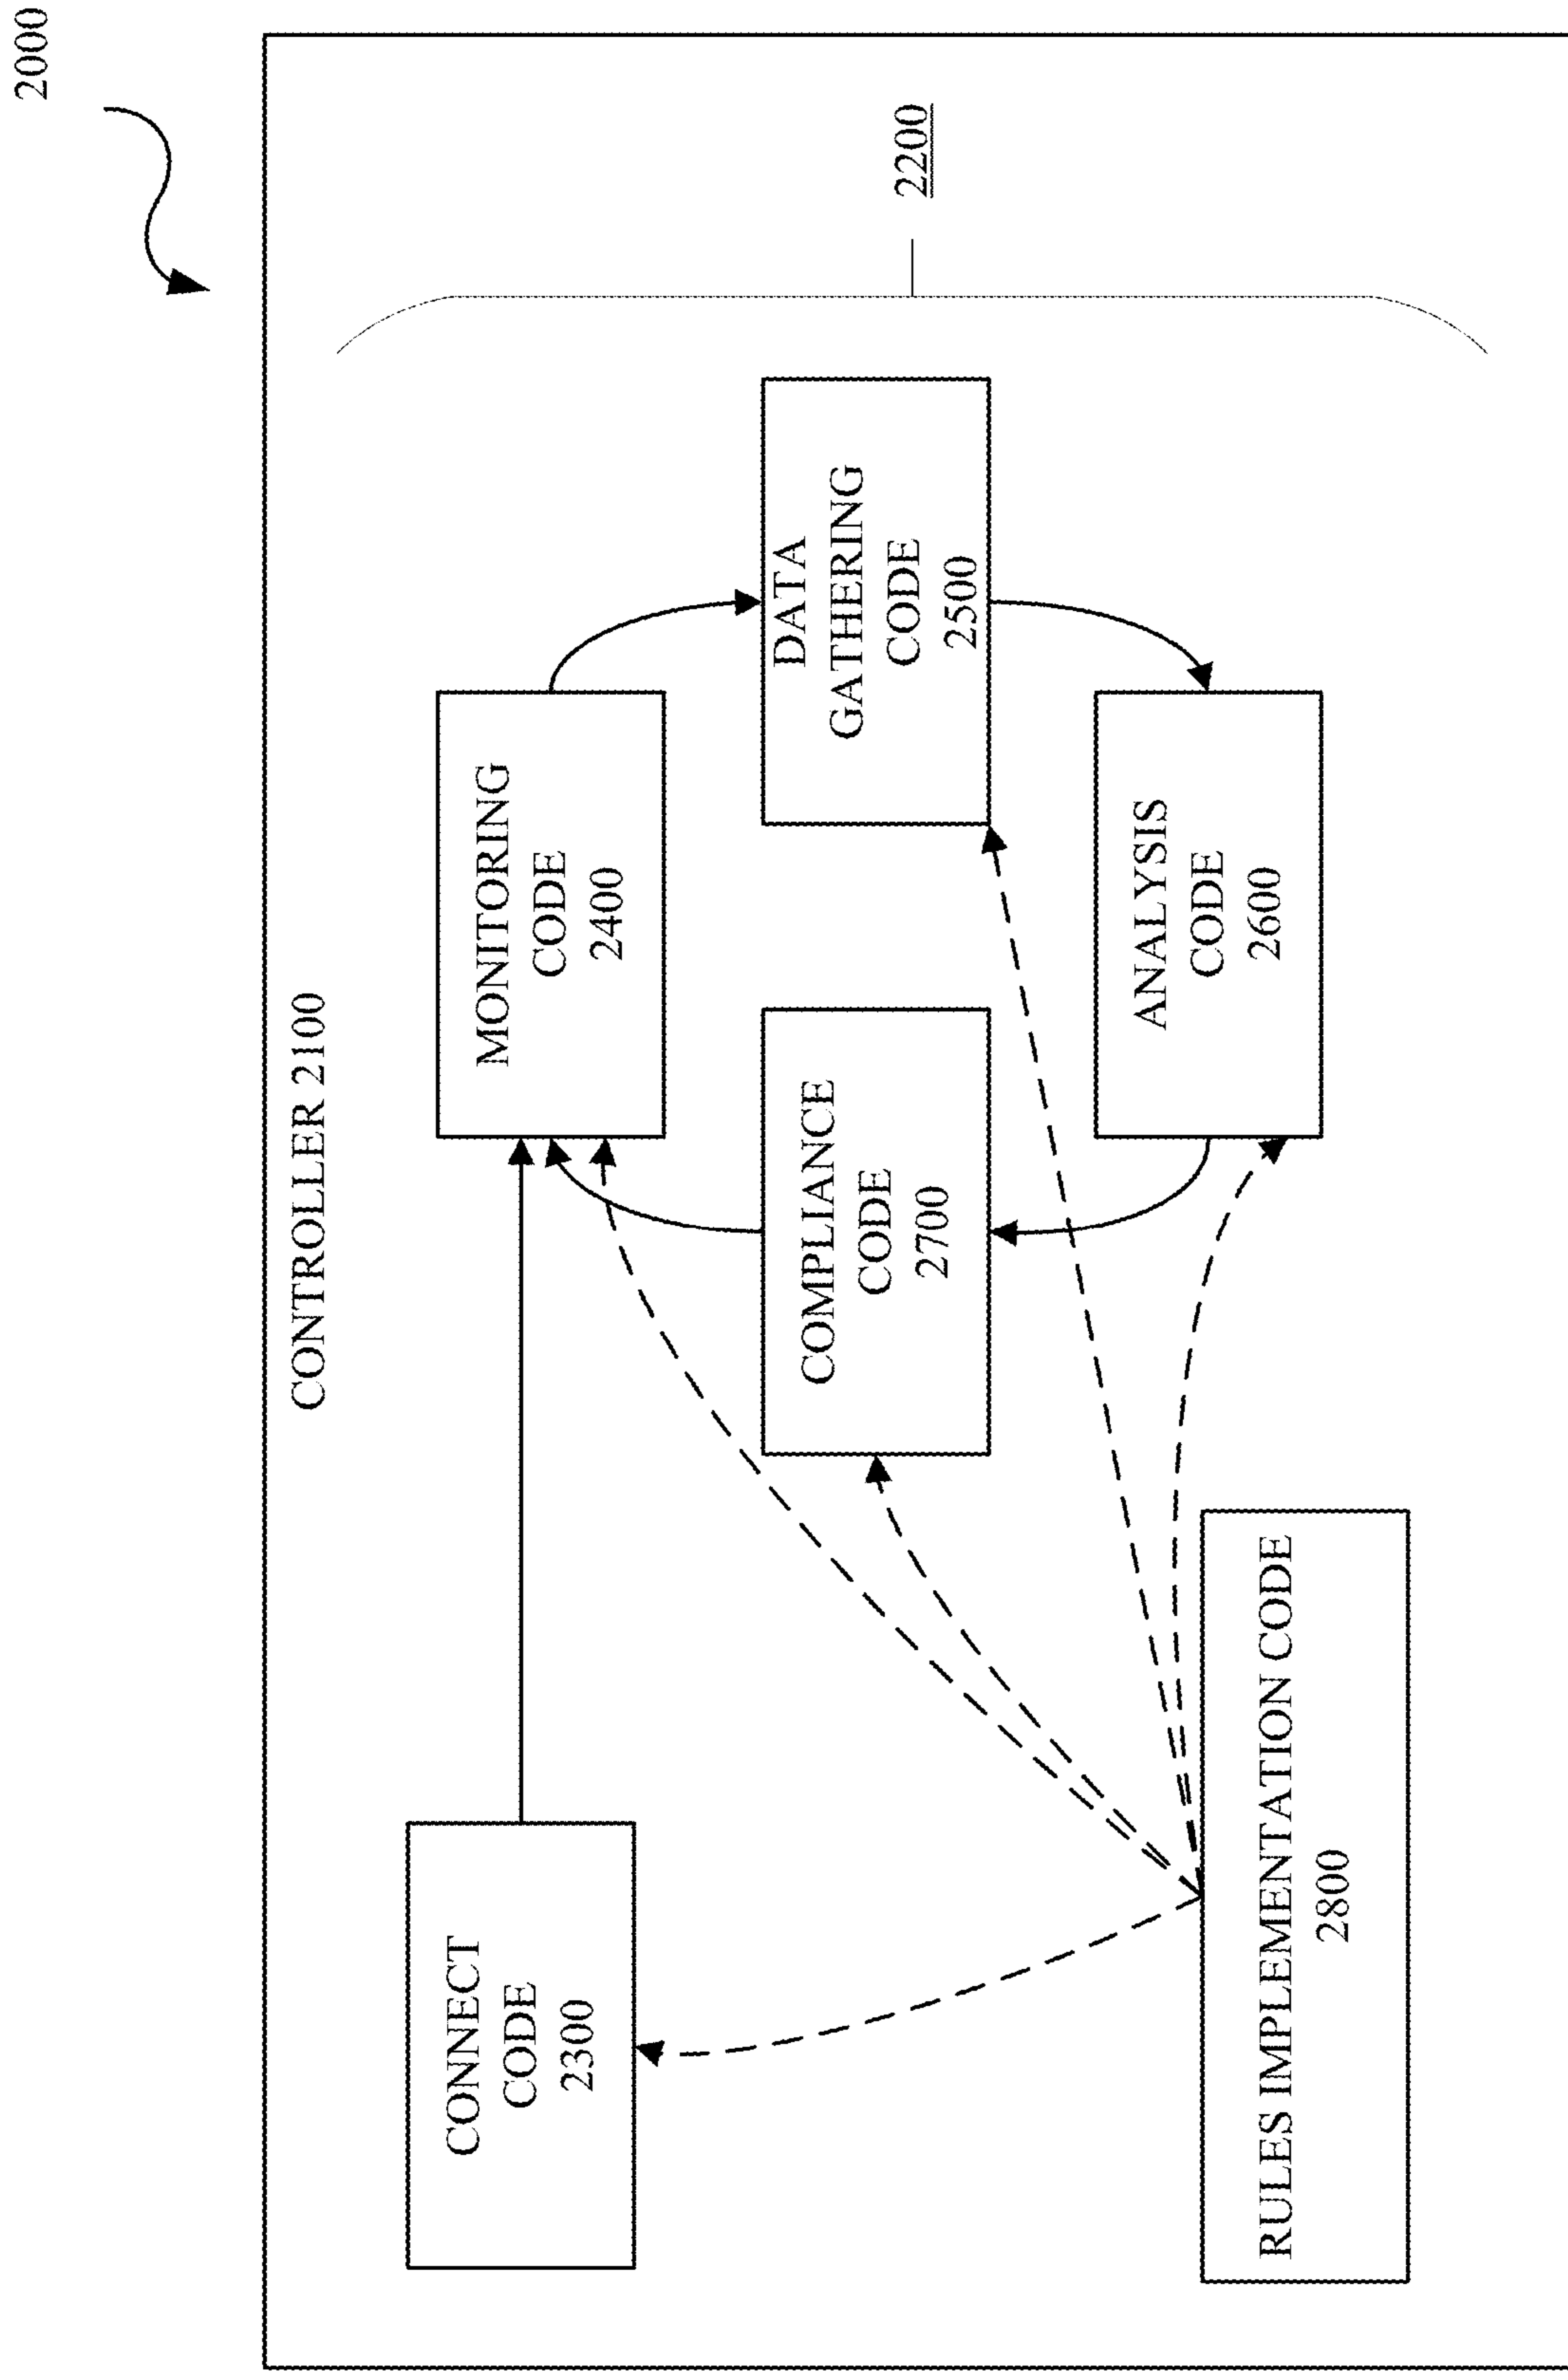 2000
CONTROLLER 2100
CONNECT
CODE
2300
MONITORING
CODE
2400
COMPLIANCE
CODE
2700
DATA
GATHERING
CODE
2500
ANALYSIS
CODE
2600
RULES IMPLEMENTATION CODE
2800
2200